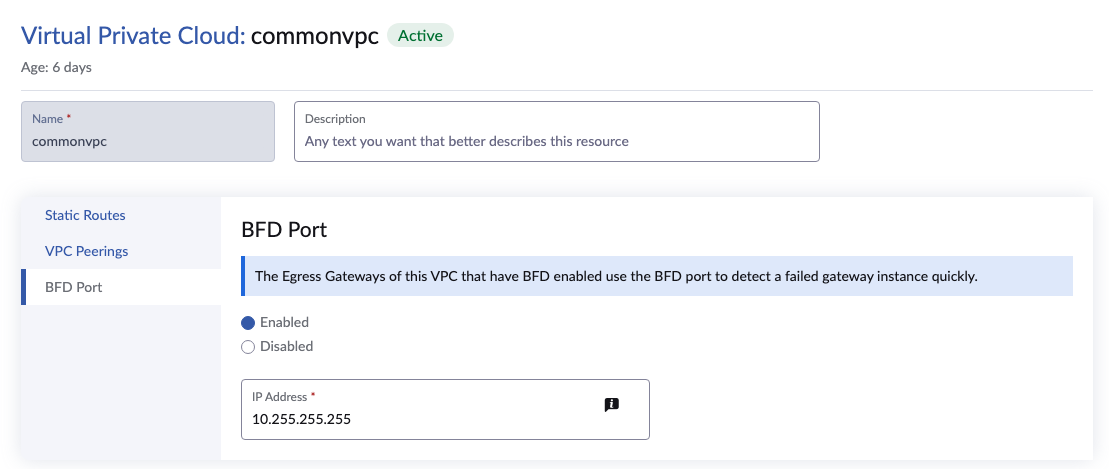 Virtual Private Cloud: commonvpc Active
Age: 6 days
Name *
commonvpc
Description
Any text you want that better describes this resource
Static Routes
VPC Peerings
BFD Port
BFD Port
The Egress Gateways of this VPC that have BFD enabled use the BFD port to detect a failed gateway instance quickly.
Enabled
Disabled
IP Address *
10.255.255.255